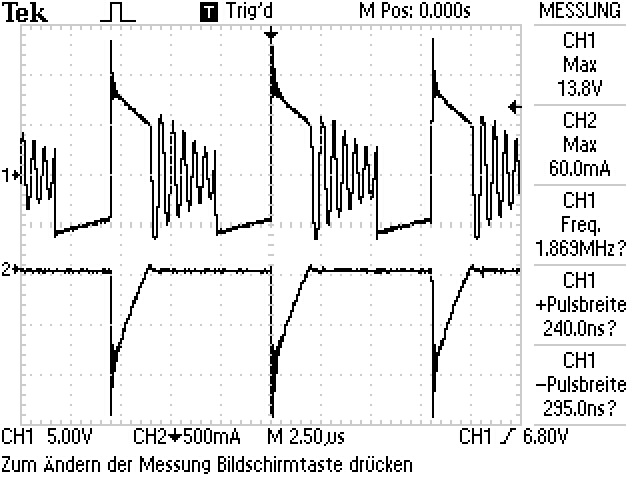 Tek T Trig'd M Pos: 0.000s MESSUNG
CH1
Max
13.8V
CH2
Max
60.0mA
CH1
Freq.
1.869MHz?
CH1
+Pulsbreite
240.0ns?
CH1
−Pulsbreite
295.0ns?
1
2
CH1 5.00V CH2 500mA M 2.50µs CH1 6.80V
Zum Ändern der Messung Bildschirmtaste drücken